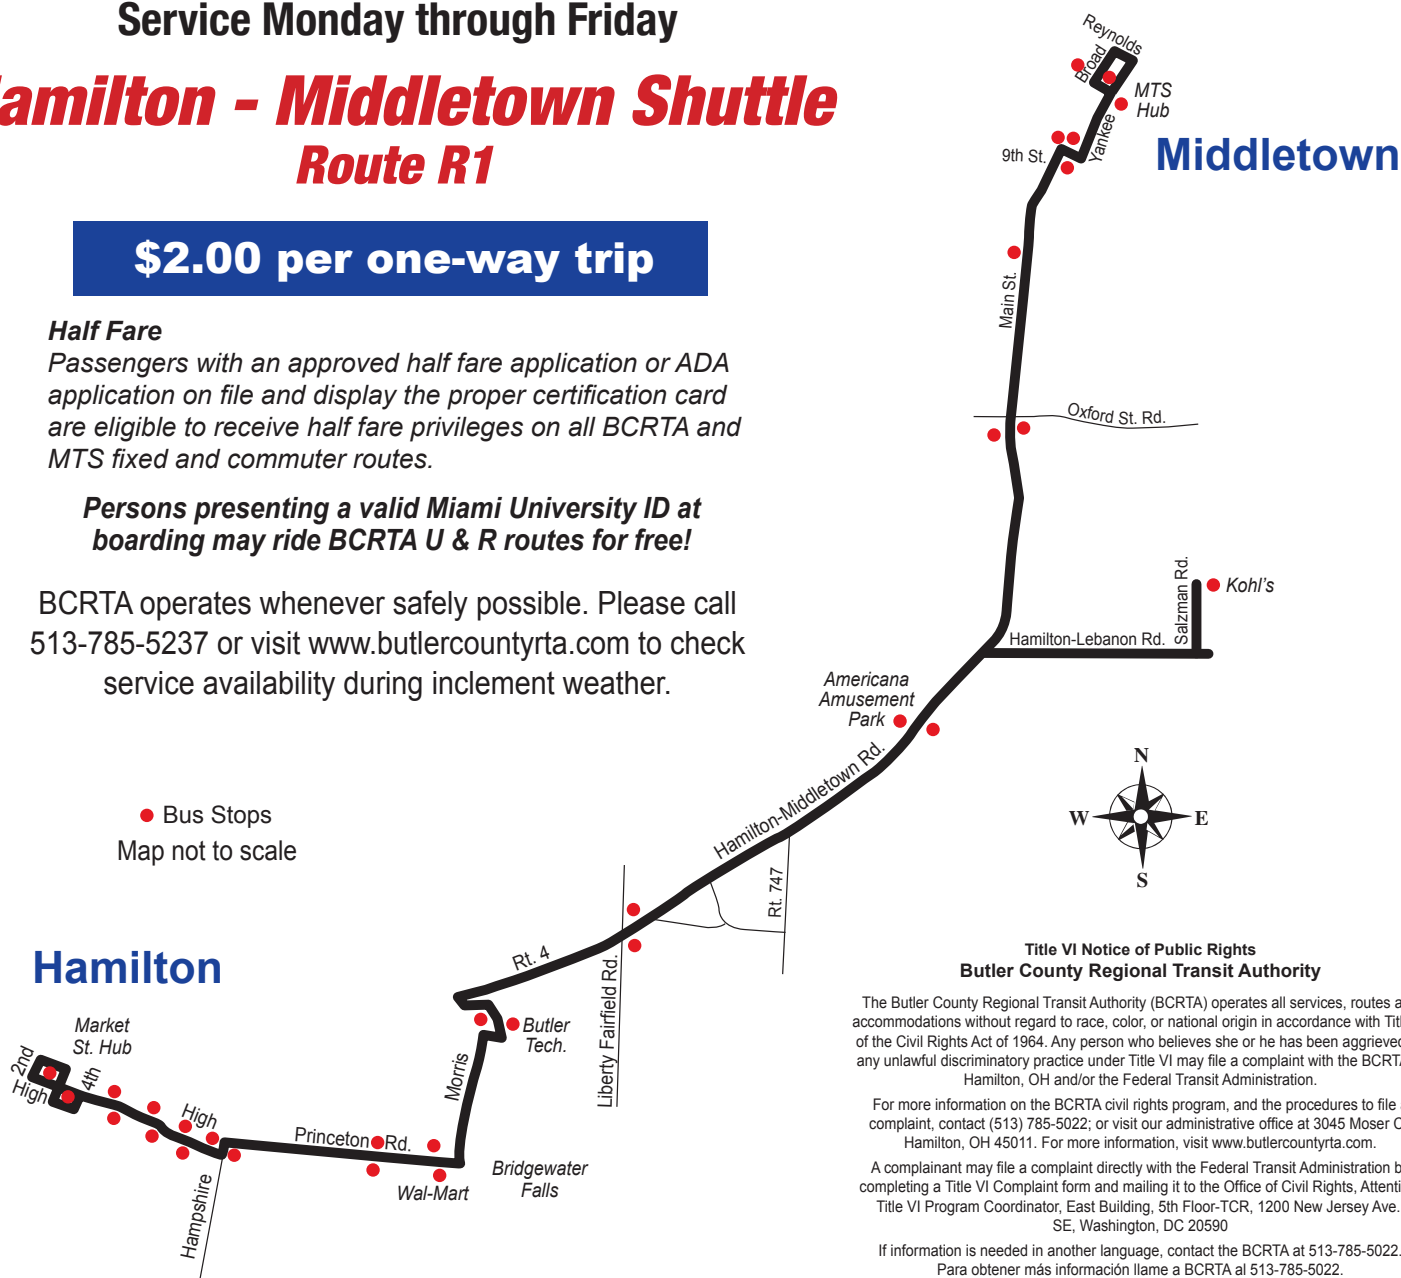 Service Monday through Friday
amilton - Middletown Shuttle
Route R1
$2.00 per one-way trip
Half Fare
Passengers with an approved half fare application or ADA
application on file and display the proper certification card
are eligible to receive half fare privileges on all BCRTA and
MTS fixed and commuter routes.
Persons presenting a valid Miami University ID at
boarding may ride BCRTA U & R routes for free!
BCRTA operates whenever safely possible. Please call
513-785-5237 or visit www.butlercountyrta.com to check
service availability during inclement weather.
Bus Stops
Map not to scale
Reynolds
Broad
MTS
Hub
Yankee
9th St.
Middletown
Main St.
Oxford St. Rd.
Salzman Rd.
Kohl's
Hamilton-Lebanon Rd.
Americana
Amusement
Park
Hamilton-Middletown Rd.
Rt. 747
N
W
E
S
Rt. 4
Liberty Fairfield Rd.
Butler
Tech.
Morris
Hamilton
Market
St. Hub
2nd
High
4th
High
Princeton Rd.
Hampshire
Wal-Mart
Bridgewater
Falls
Title VI Notice of Public Rights
Butler County Regional Transit Authority
The Butler County Regional Transit Authority (BCRTA) operates all services, routes a
accommodations without regard to race, color, or national origin in accordance with Titl
of the Civil Rights Act of 1964. Any person who believes she or he has been aggrieved
any unlawful discriminatory practice under Title VI may file a complaint with the BCRTA
Hamilton, OH and/or the Federal Transit Administration.
For more information on the BCRTA civil rights program, and the procedures to file
complaint, contact (513) 785-5022; or visit our administrative office at 3045 Moser C
Hamilton, OH 45011. For more information, visit www.butlercountyrta.com.
A complainant may file a complaint directly with the Federal Transit Administration b
completing a Title VI Complaint form and mailing it to the Office of Civil Rights, Attenti
Title VI Program Coordinator, East Building, 5th Floor-TCR, 1200 New Jersey Ave.
SE, Washington, DC 20590
If information is needed in another language, contact the BCRTA at 513-785-5022.
Para obtener más información llame a BCRTA al 513-785-5022.